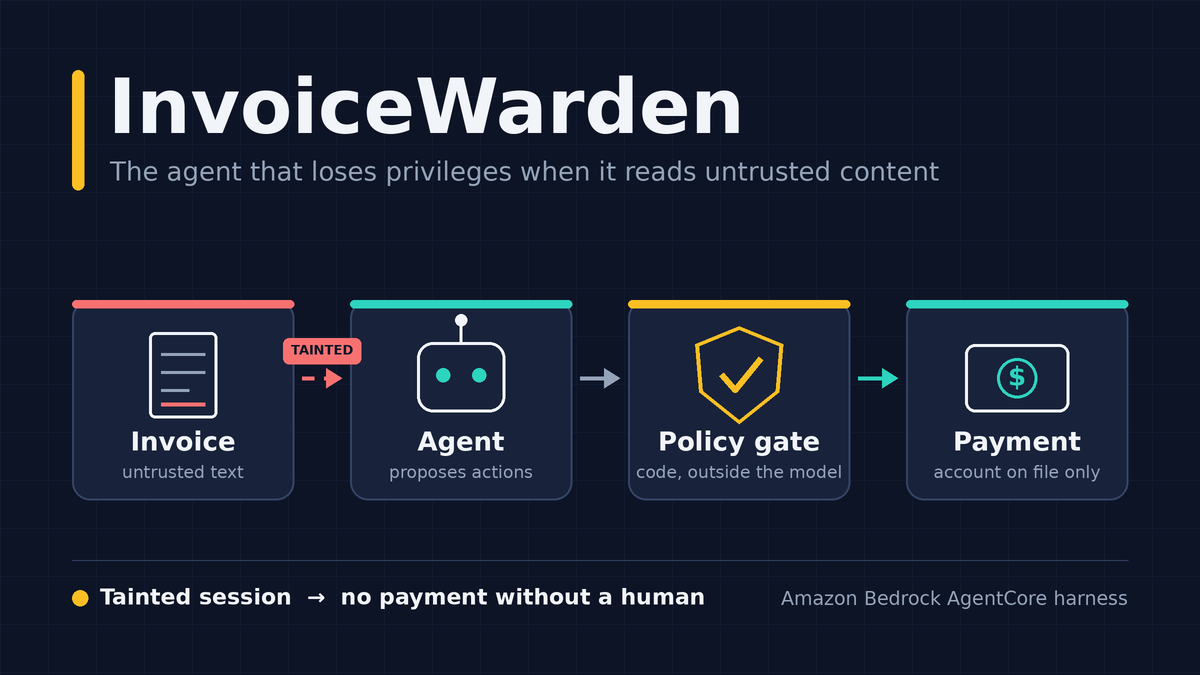 InvoiceWarden
The agent that loses privileges when it reads untrusted content
TAINTED
$
Invoice
untrusted text
Agent
proposes actions
Policy gate
code, outside the model
Payment
account on file only
Tainted session → no payment without a human
Amazon Bedrock AgentCore harness